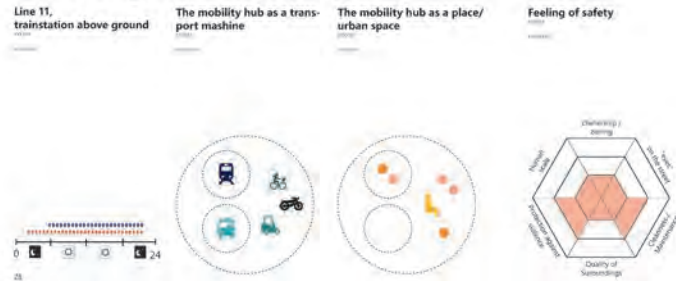 Line 11,
trainstation above ground
The mobility hub as a trans-
port mashine
The mobility hub as a place/
urban space
Feeling of safety
0
24
Ownership /
zoning
"eyes"
on the street
Cleaness /
Maintenance
Quality of
Surroundings
Protection against
violence
Human
scale